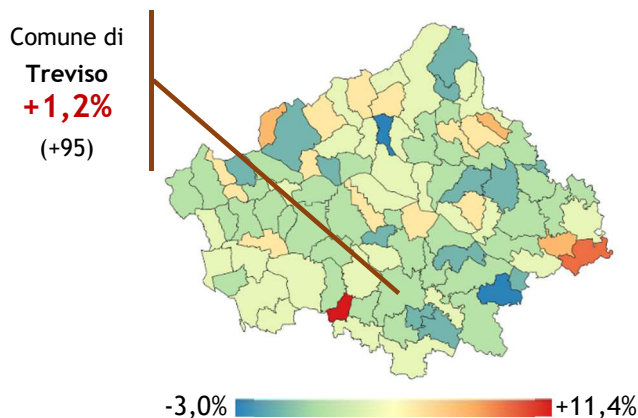 Comune di
Treviso
+1,2%
(+95)
-3,0%
+11,4%